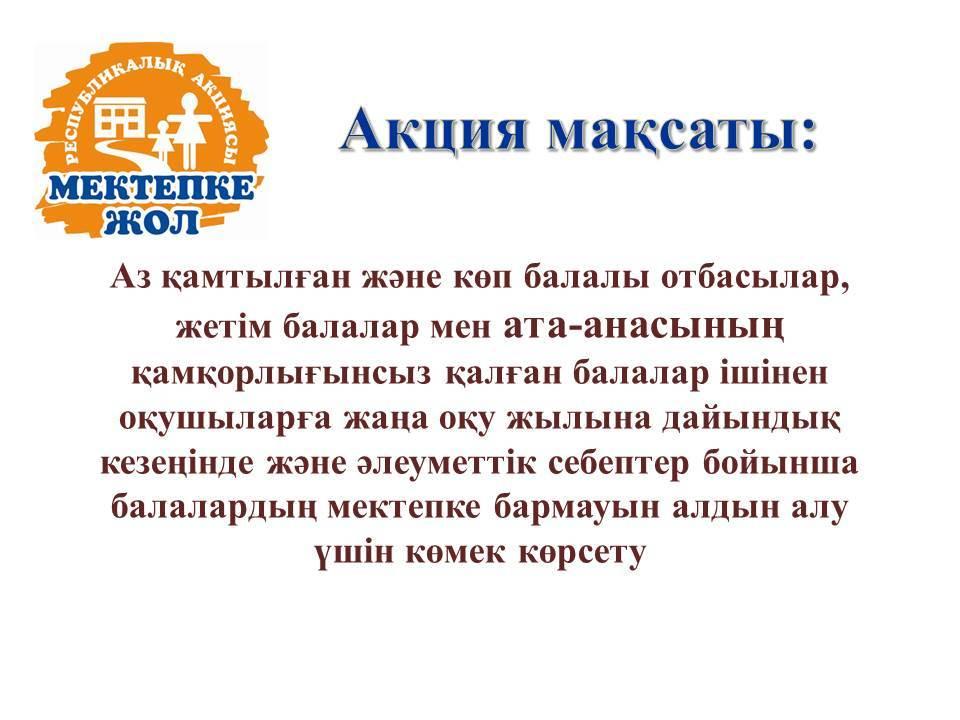 РЕСПУБЛИКАЛЫҚ АКЦИЯСЫ
МЕКТЕПКЕ
ЖОЛ
Акция мақсаты:
Аз қамтылған және көп балалы отбасылар,
жетім балалар мен ата-анасының
қамқорлығынсыз қалған балалар ішінен
оқушыларға жаңа оқу жылына дайындық
кезеңінде және әлеуметтік себептер бойынша
балалардың мектепке бармауын алдын алу
үшін көмек көрсету